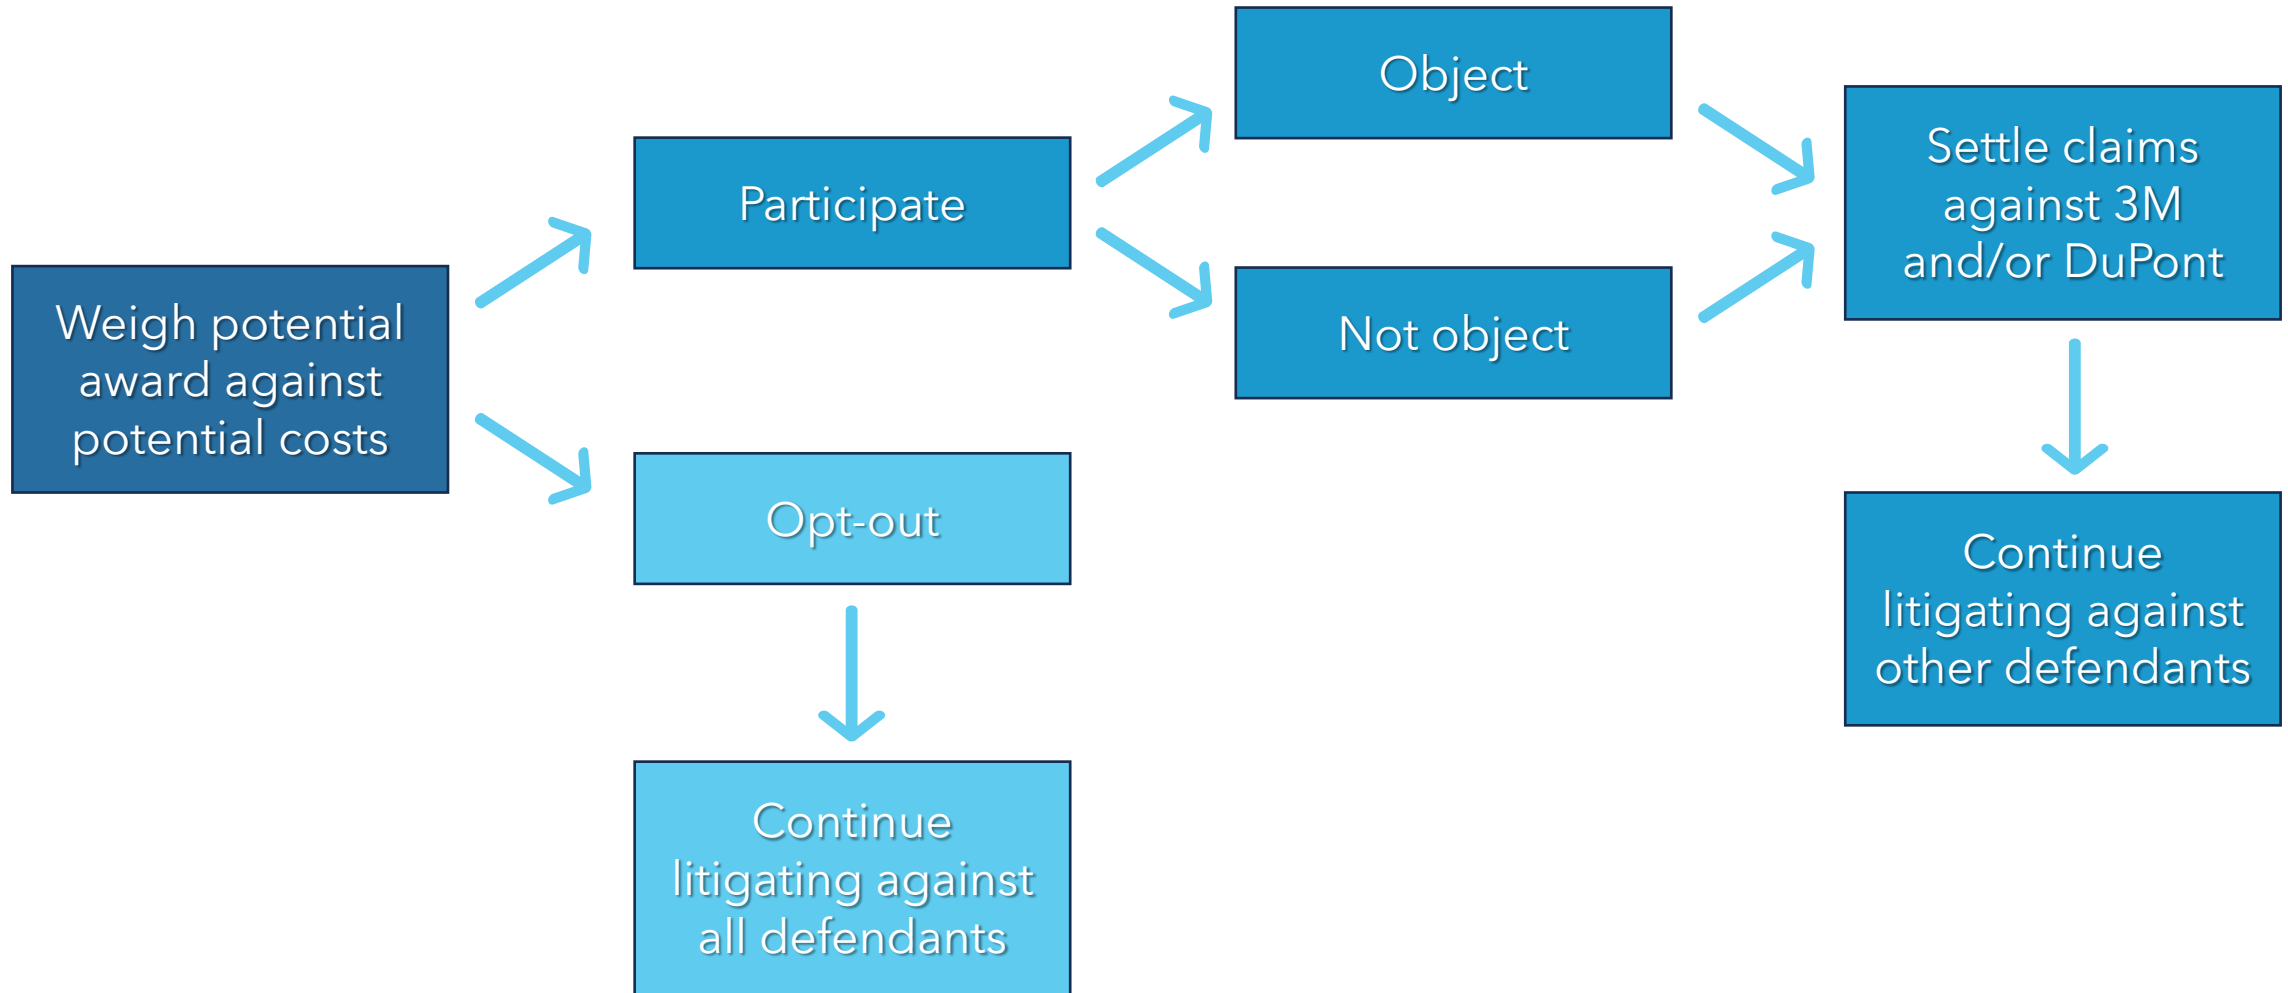 Weigh potential
award against
potential costs
Participate
Opt-out
Continue
litigating against
all defendants
Object
Not object
Settle claims
against 3M
and/or DuPont
Continue
litigating against
other defendants